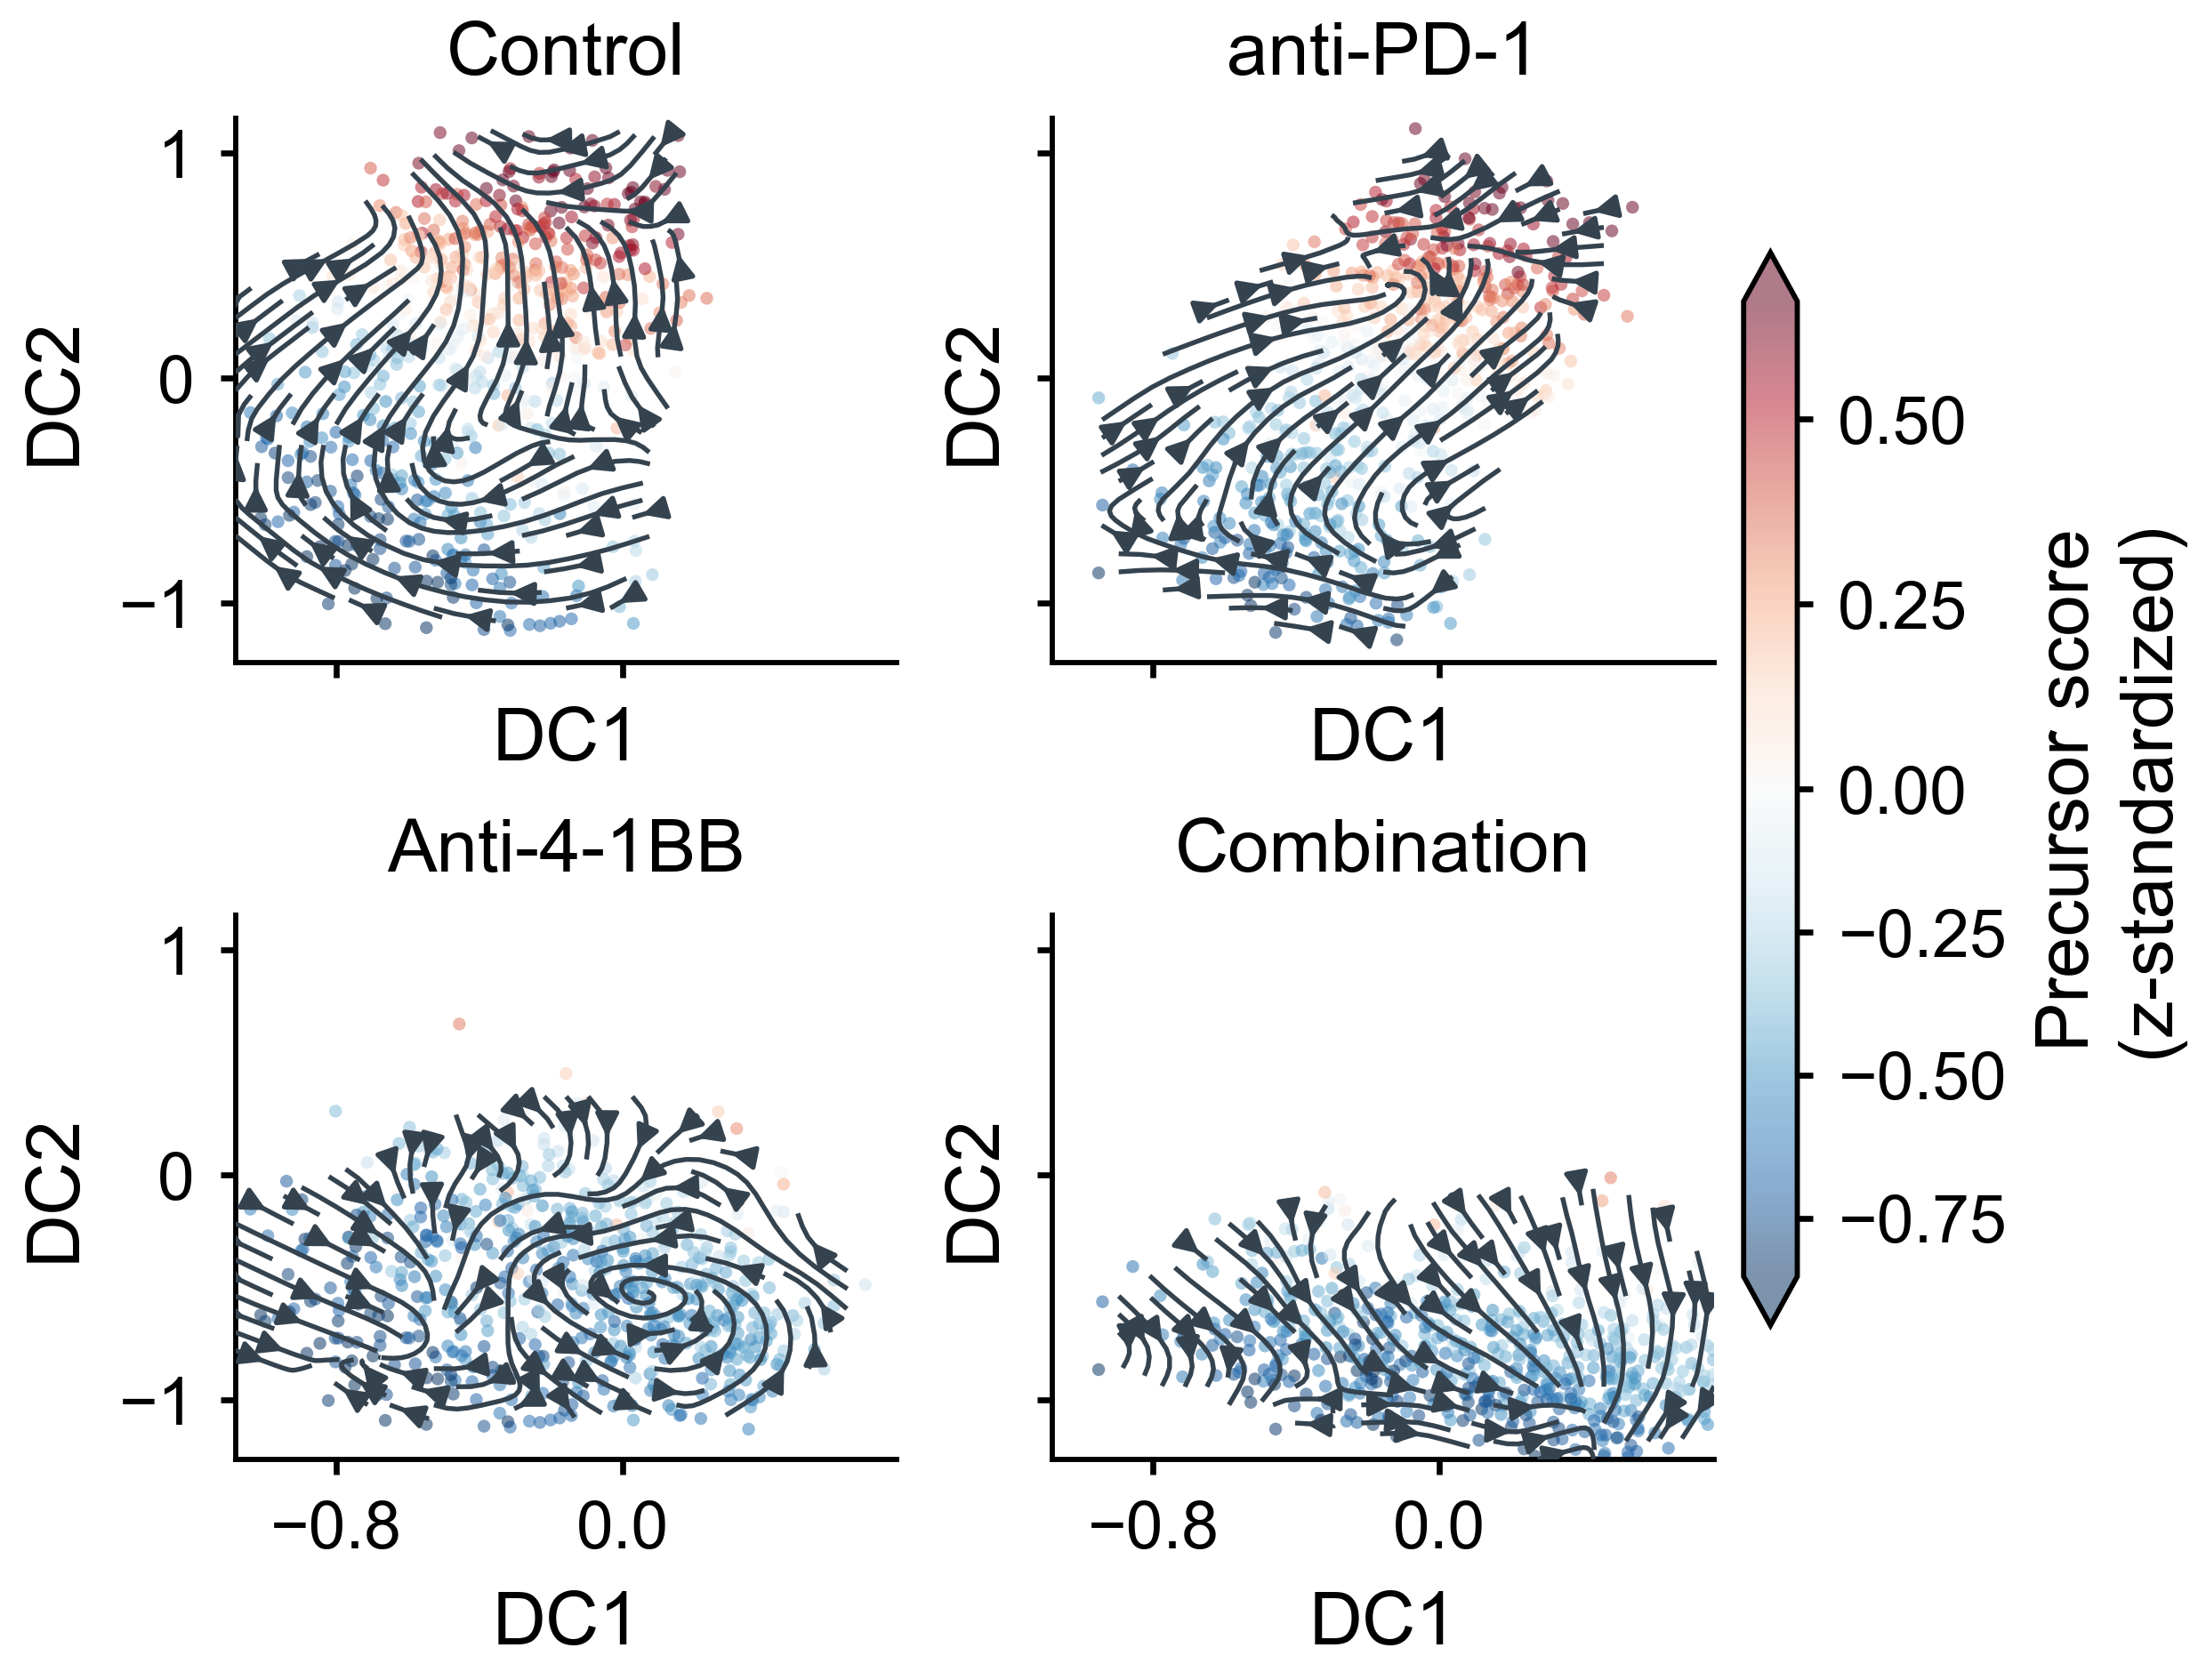 Control
anti-PD-1
1
0
−1
DC2
DC1
DC2
DC1
Anti-4-1BB
Combination
1
0
−1
DC2
−0.8
0.0
DC1
DC2
−0.8
0.0
DC1
0.50
0.25
0.00
−0.25
−0.50
−0.75
Precursor score
(z-standardized )